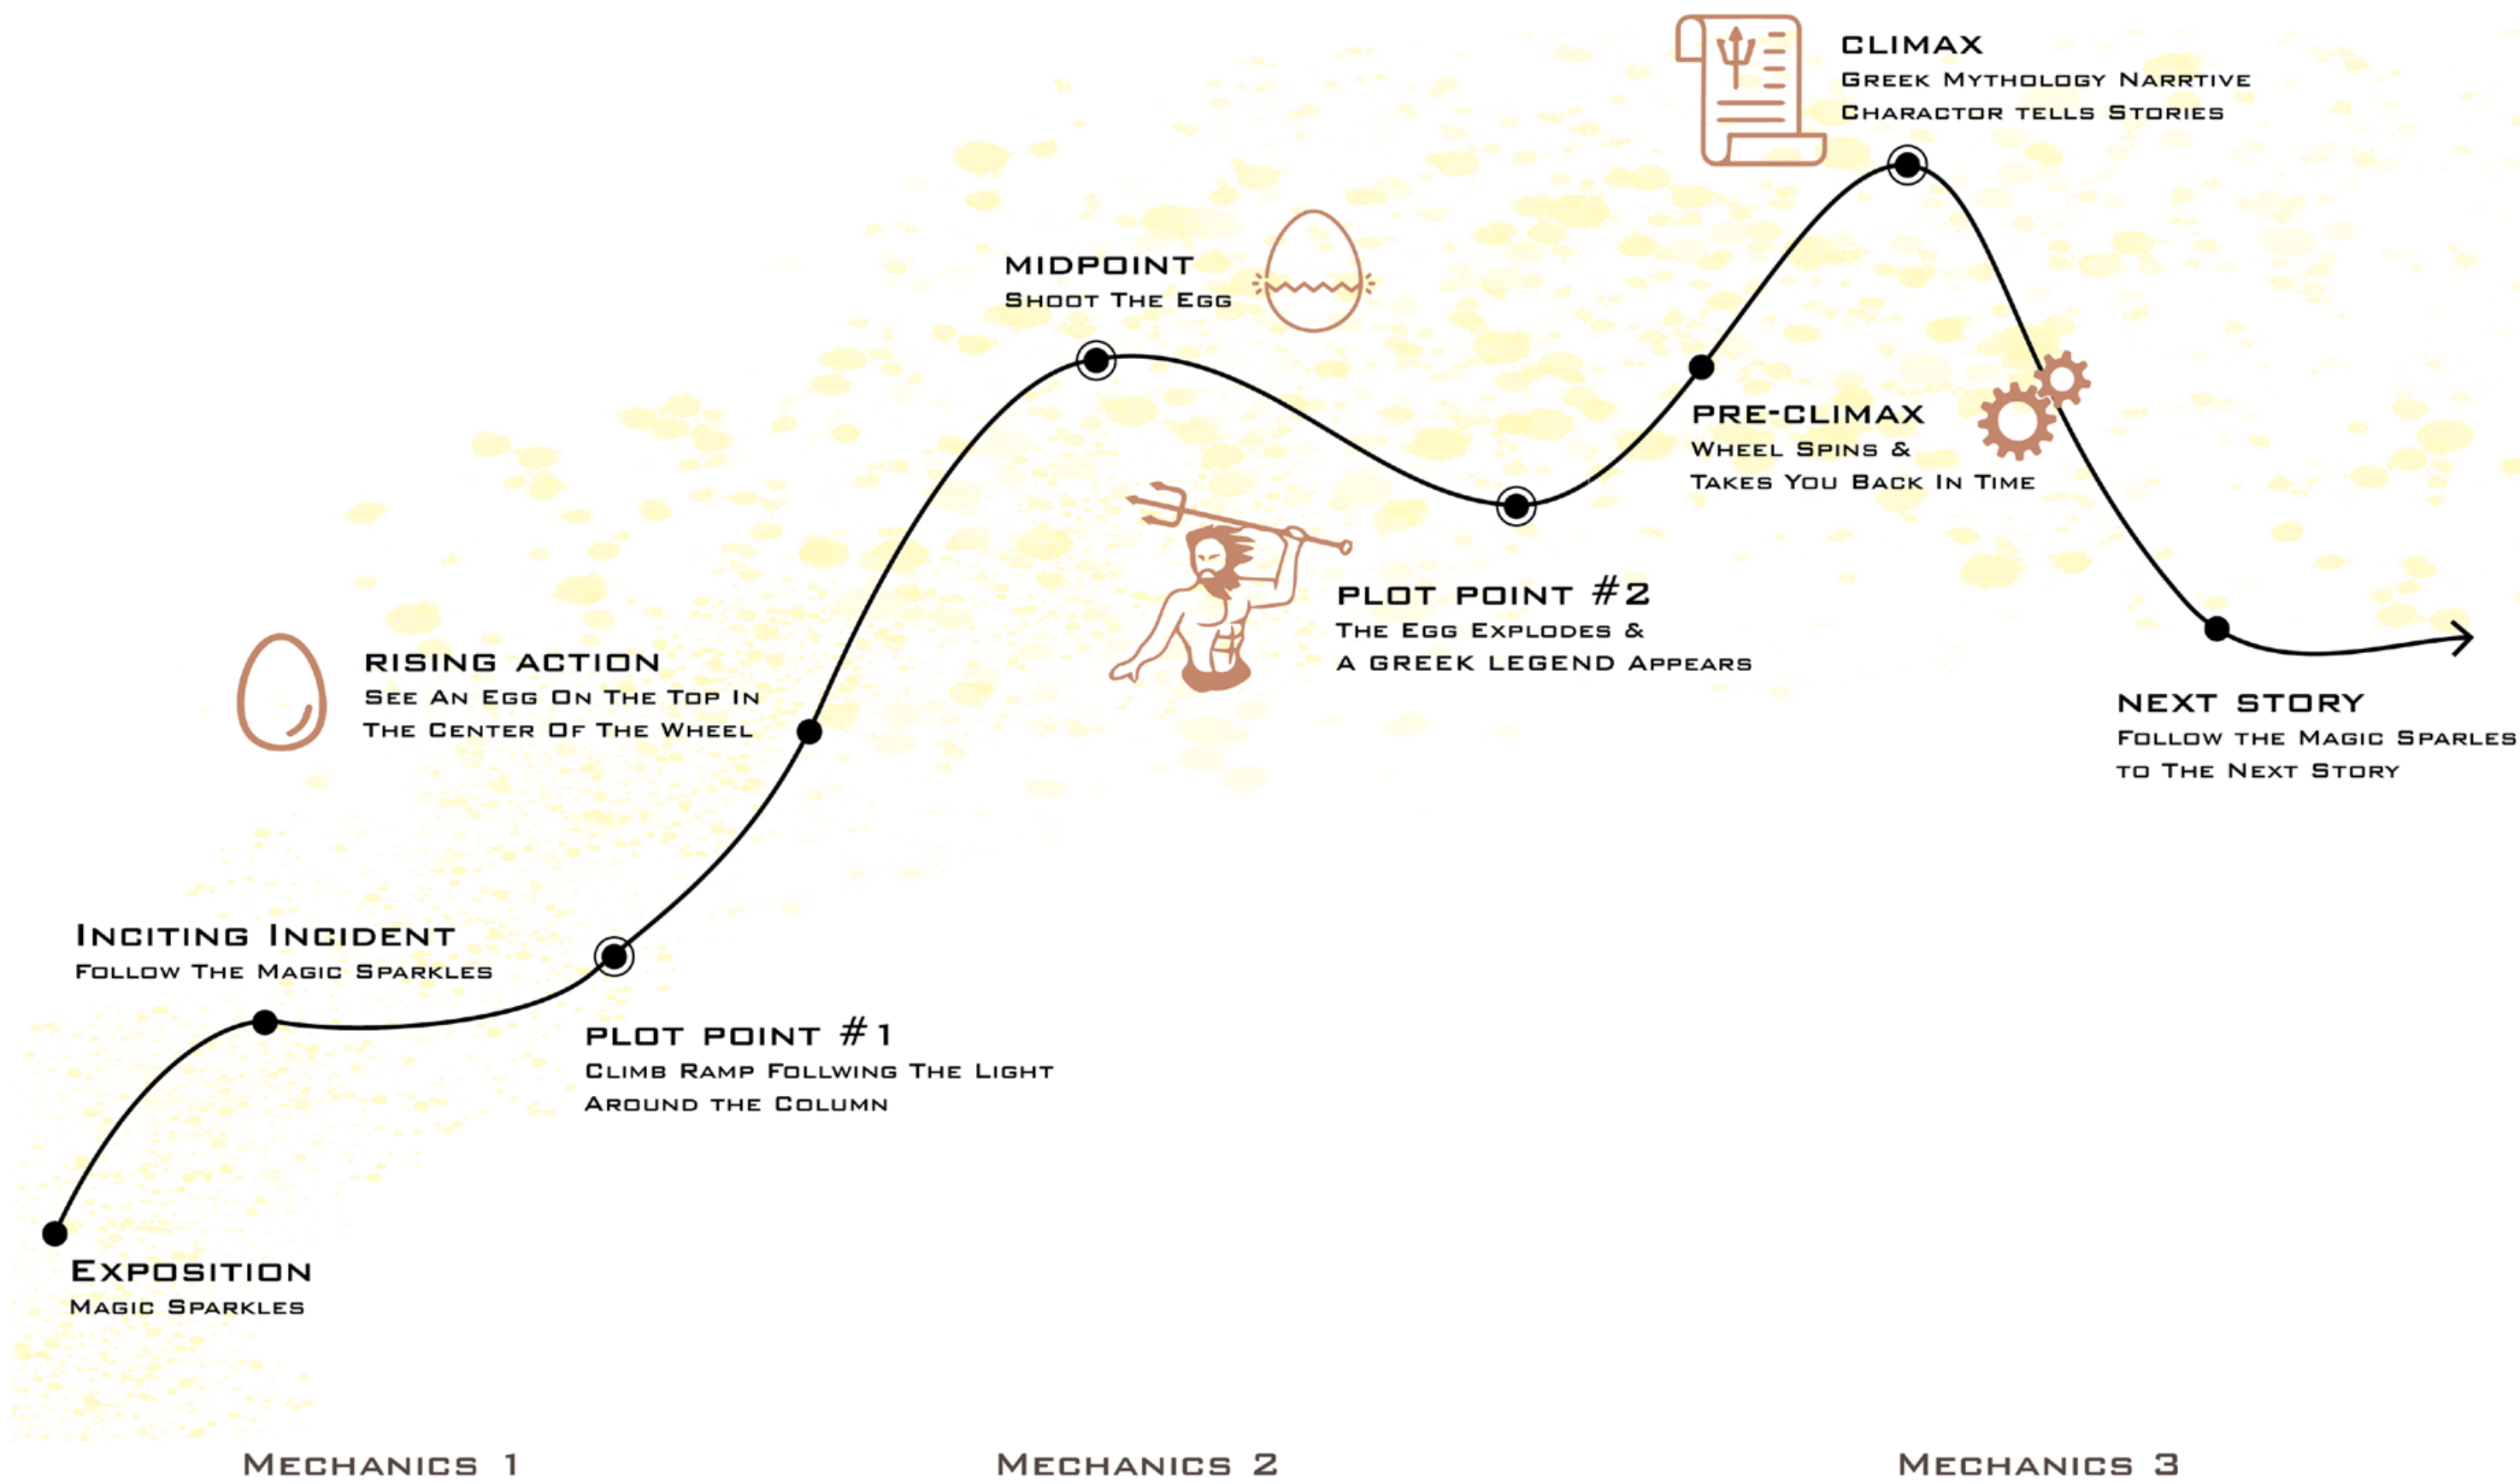 CLIMAX
Greek Mythology Narrtive
Charactor tells Stories
MIDPOINT
Shoot The Egg
PRE-CLIMAX
Wheel Spins &
Takes You Back In Time
PLOT POINT #2
The Egg Explodes &
A GREEK LEGEND Appears
RISING ACTION
See An Egg On The Top In
The Center Of The Wheel
NEXT STORY
Follow the Magic Sparles
to The Next Story
Inciting Incident
Follow The Magic Sparkles
PLOT POINT #1
Climb Ramp Follwing The Light
Around the Column
Exposition
Magic Sparkles
Mechanics 1
Mechanics 2
Mechanics 3